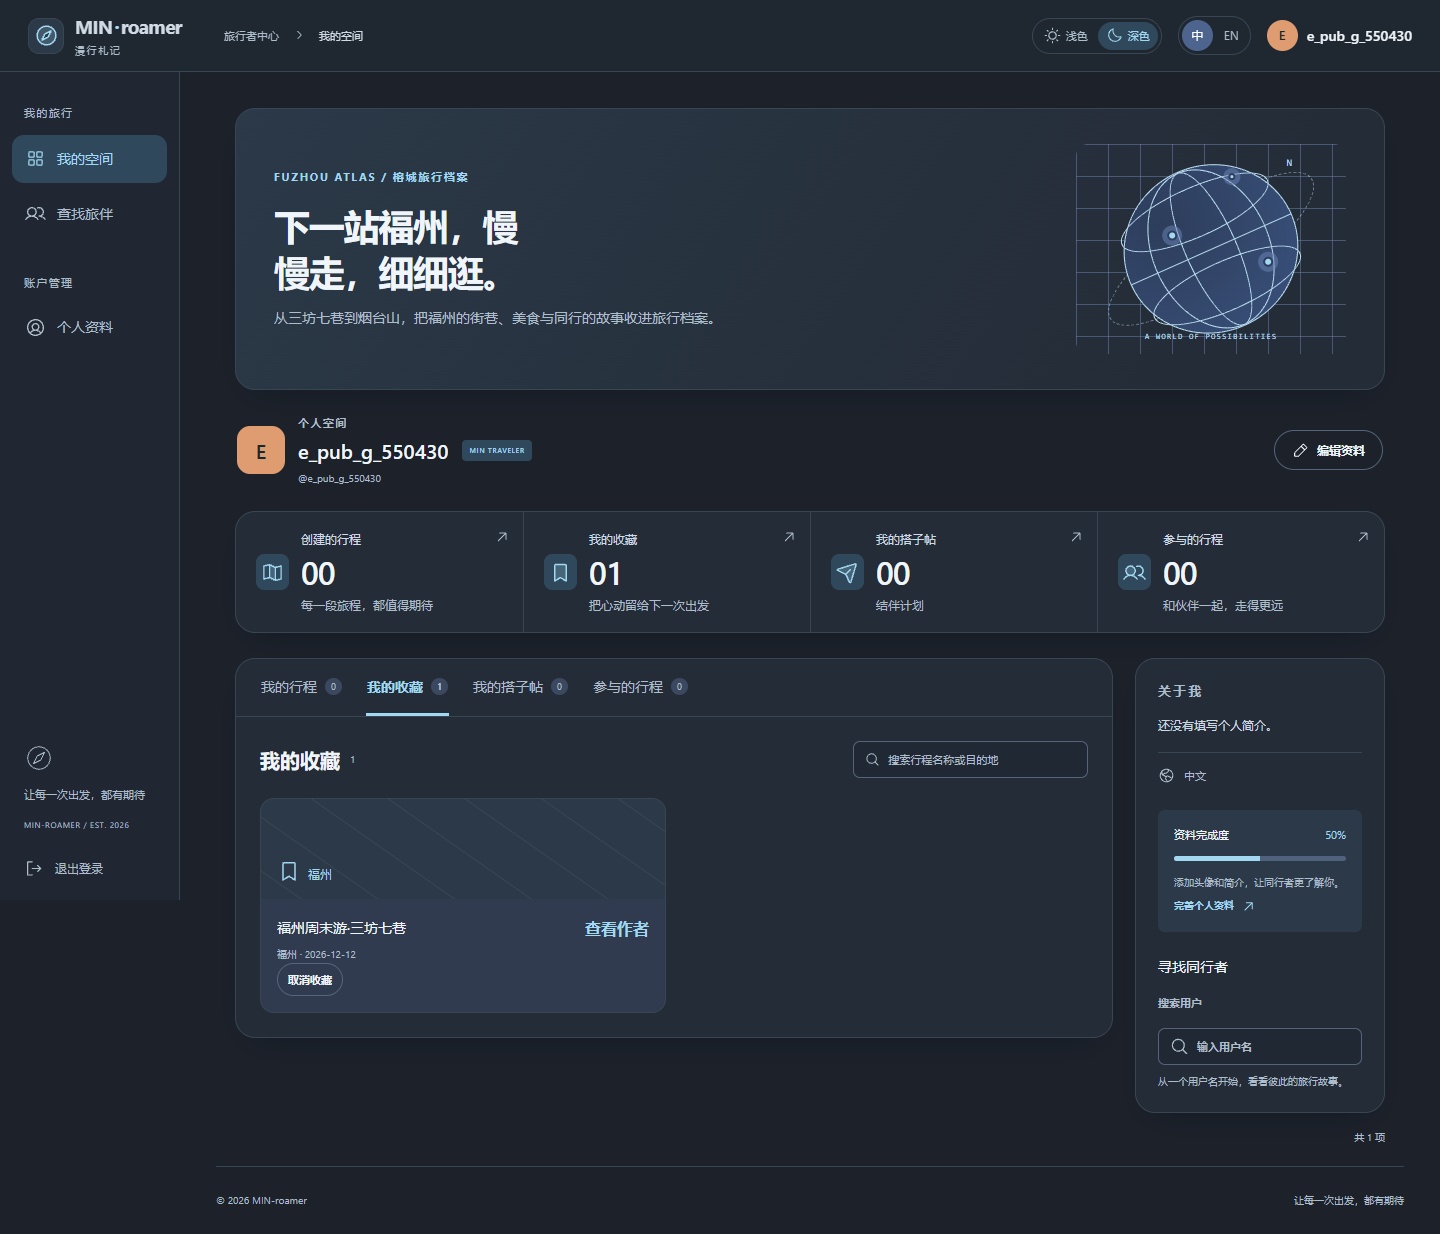 MIN·roamer
漫行札记
旅行者中心 > 我的空间
浅色 深色
中 EN
E e_pub_g_550430
我的旅行
我的空间
查找旅伴
账户管理
个人资料
让每一次出发，都有期待
MIN-ROAMER / EST. 2026
退出登录
FUZHOU ATLAS / 榕城旅行档案
下一站福州，慢
慢走，细细逛。
从三坊七巷到烟台山，把福州的街巷、美食与同行的故事收进旅行档案。
N
A WORLD OF POSSIBILITIES
E
个人空间
e_pub_g_550430 MIN TRAVELER
@e_pub_g_550430
编辑资料
创建的行程
00
每一段旅程，都值得期待
我的收藏
01
把心动留给下一次出发
我的搭子帖
00
结伴计划
参与的行程
00
和伙伴一起，走得更远
我的行程 0 我的收藏 1 我的搭子帖 0 参与的行程 0
我的收藏 1
搜索行程名称或目的地
福州
福州周末游·三坊七巷 查看作者
福州 · 2026-12-12
取消收藏
关于我
还没有填写个人简介。
中文
资料完成度 50%
添加头像和简介，让同行者更了解你。
完善个人资料
寻找同行者
搜索用户
输入用户名
从一个用户名开始，看看彼此的旅行故事。
共 1 项
© 2026 MIN-roamer
让每一次出发，都有期待